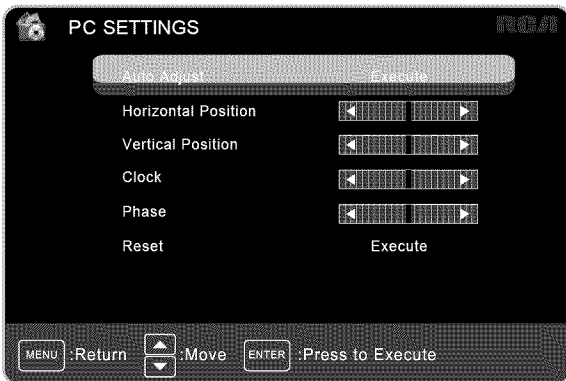 PC SETTINGS RCA
Auto Adjust Execute
Horizontal Position
Vertical Position
Clock
Phase
Reset Execute
MENU :Return :Move ENTER :Press to Execute